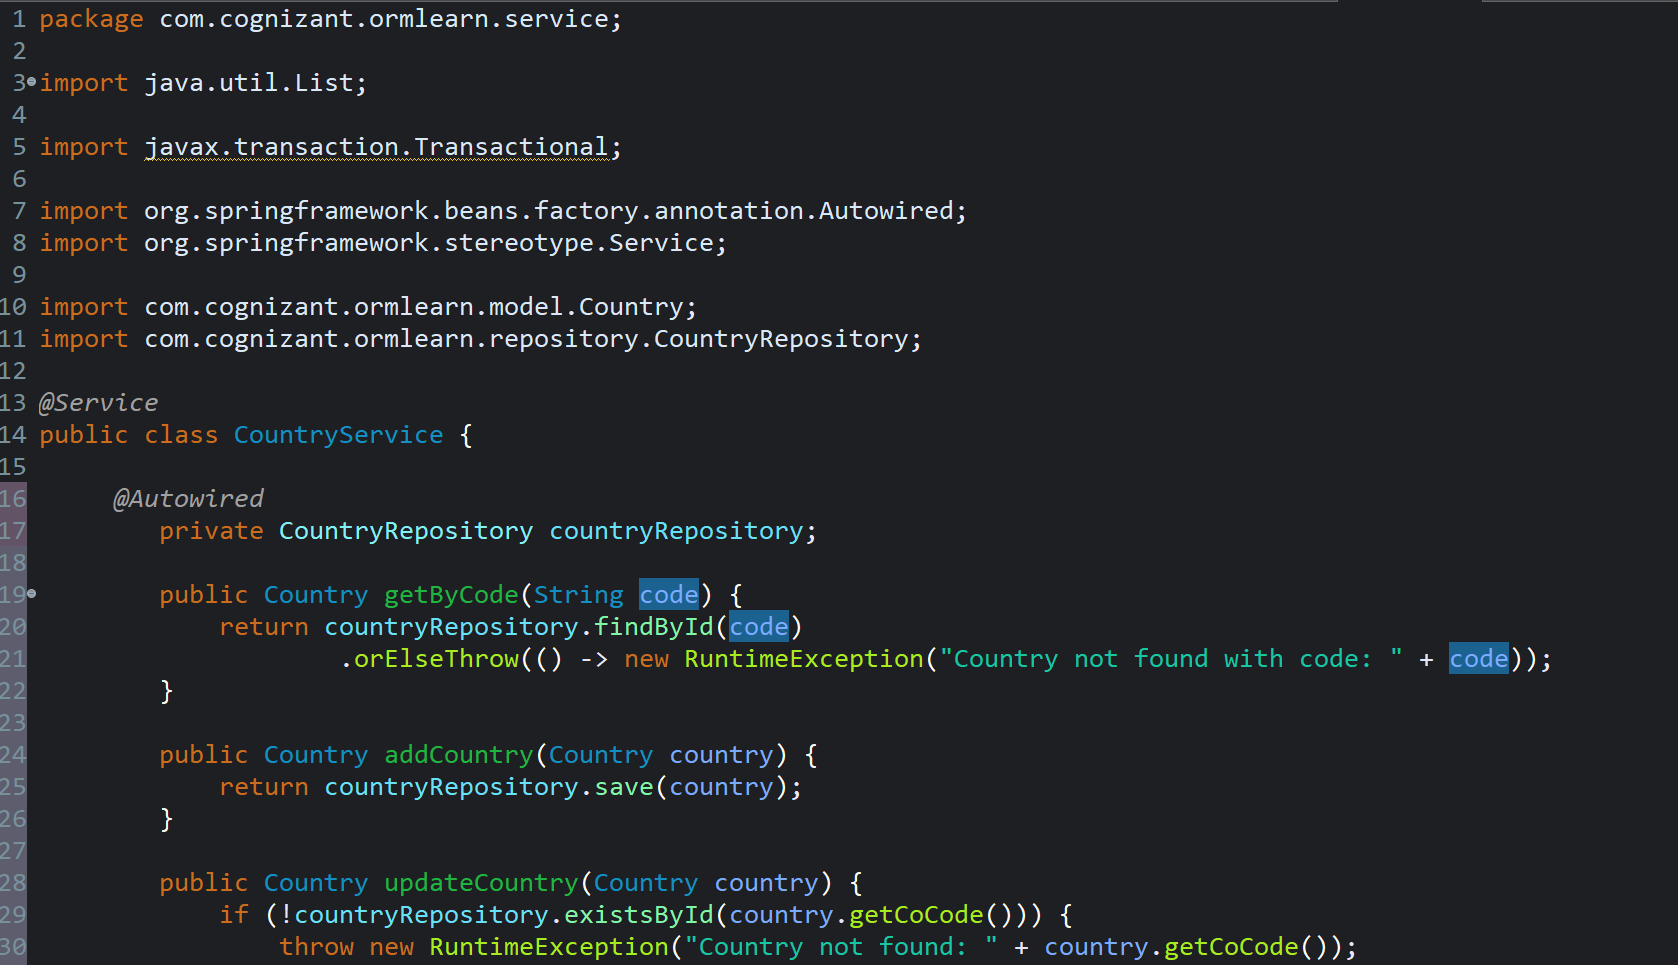 1 package com.cognizant.ormlearn.service;
2
3 import java.util.List;
4
5 import javax.transaction.Transactional;
6
7 import org.springframework.beans.factory.annotation.Autowired;
8 import org.springframework.stereotype.Service;
9
10 import com.cognizant.ormlearn.model.Country;
11 import com.cognizant.ormlearn.repository.CountryRepository;
12
13 @Service
14 public class CountryService {
15
16 @Autowired
17 private CountryRepository countryRepository;
18
19 public Country getByCode(String code) {
20 return countryRepository.findById(code)
21 .orElseThrow(() -> new RuntimeException("Country not found with code: " + code));
22 }
23
24 public Country addCountry(Country country) {
25 return countryRepository.save(country);
26 }
27
28 public Country updateCountry(Country country) {
29 if (!countryRepository.existsById(country.getCoCode())) {
30 throw new RuntimeException("Country not found: " + country.getCoCode());